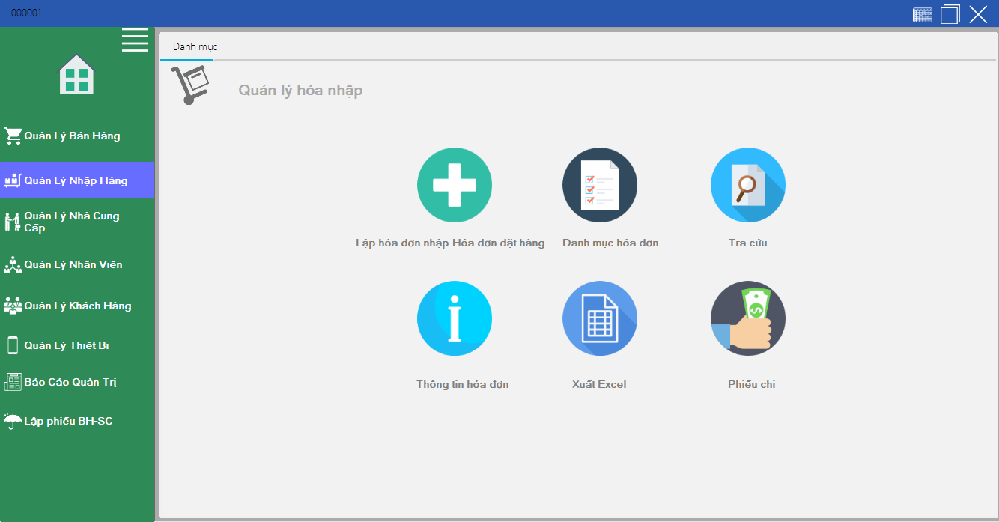 000001
Danh mục
Quản lý hóa nhập
Quản Lý Bán Hàng
Quản Lý Nhập Hàng
Quản Lý Nhà Cung
Cấp
Quản Lý Nhân Viên
Quản Lý Khách Hàng
Quản Lý Thiết Bị
Báo Cáo Quản Trị
Lập phiếu BH-SC
Lập hóa đơn nhập-Hóa đơn đặt hàng
Danh mục hóa đơn
Tra cứu
Thông tin hóa đơn
Xuất Excel
Phiếu chi